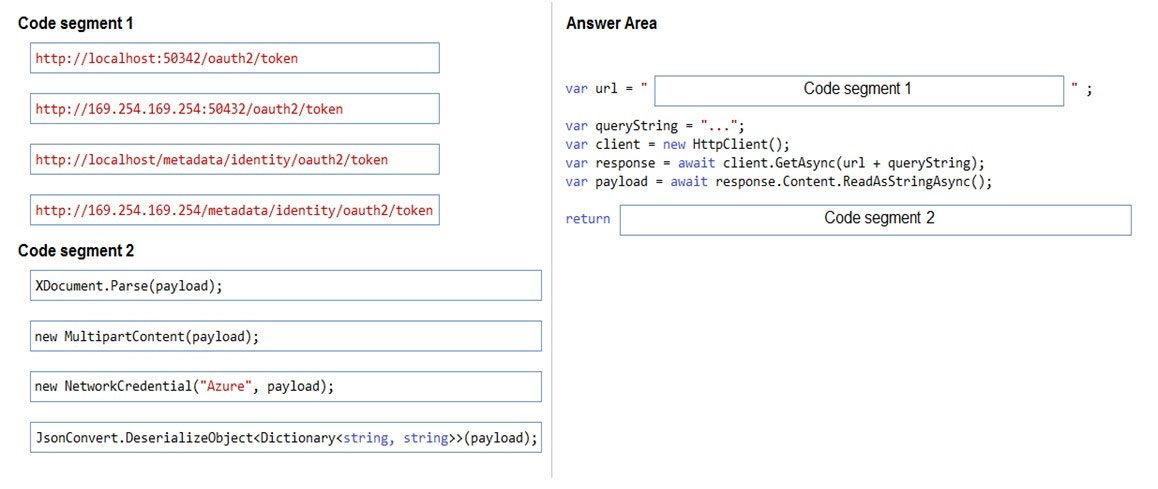 Code segment 1
http://localhost:50342/oauth2/token
http://169.254.169.254:50432/oauth2/token
http://localhost/metadata/identity/oauth2/token
http://169.254.169.254/metadata/identity/oauth2/token
Code segment 2
XDocument.Parse(payload);
new MultipartContent(payload);
new NetworkCredential("Azure", payload);
JsonConvert.DeserializeObject<Dictionary<string, string>>(payload);
Answer Area
var url = " Code segment 1 " ;
var queryString = "...";
var client = new HttpClient();
var response = await client.GetAsync(url + queryString);
var payload = await response.Content.ReadAsStringAsync();
return Code segment 2